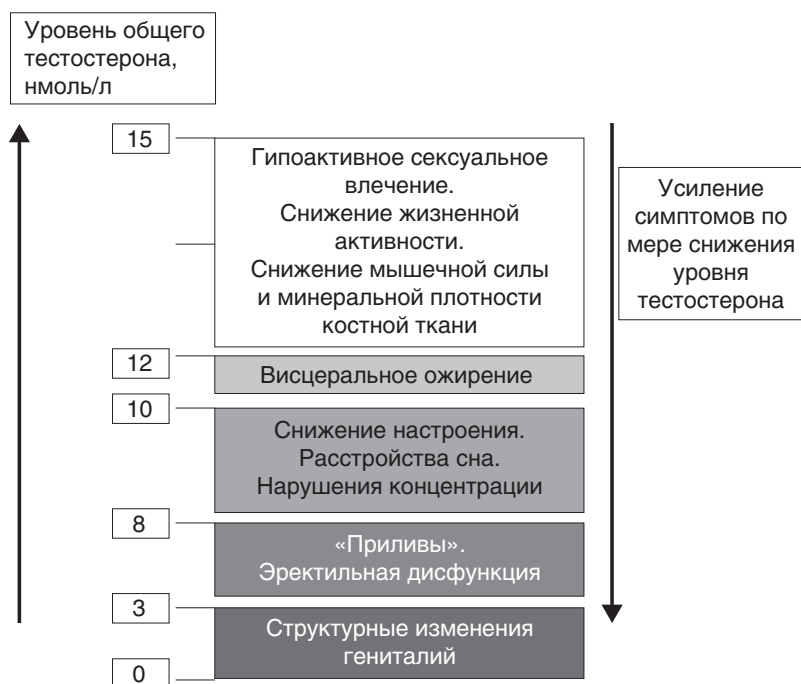 Уровень общего
тестостерона,
нмоль/л
15
Гипоактивное сексуальное
влечение.
Снижение жизненной
активности.
Снижение мышечной силы
и минеральной плотности
костной ткани
Усиление
симптомов по
мере снижения
уровня
тестостерона
12
Висцеральное ожирение
10
Снижение настроения.
Расстройства сна.
Нарушения концентрации
8
«Приливы».
Эректильная дисфункция
3
Структурные изменения
гениталий
0